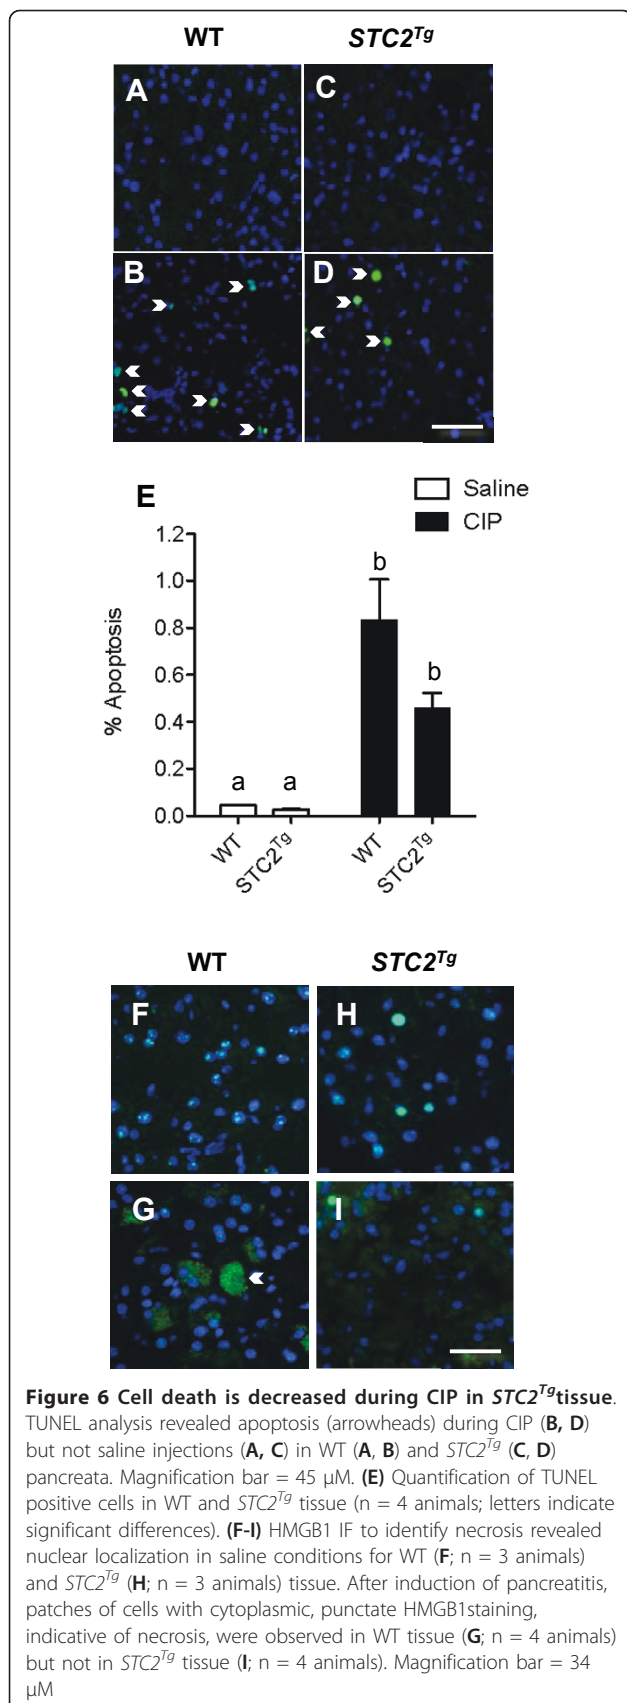 WT STC2Tg
A C
B D
E
Saline
CIP
1.2
1.0
0.8
0.6
0.4
0.2
0.0
% Apoptosis
a a b b
WT STC2Tg WT STC2Tg
WT STC2Tg
F H
G I
Figure 6 Cell death is decreased during CIP in STC2Tgtissue.
TUNEL analysis revealed apoptosis (arrowheads) during CIP (B, D)
but not saline injections (A, C) in WT (A, B) and STC2Tg (C, D)
pancreata. Magnification bar = 45 μM. (E) Quantification of TUNEL
positive cells in WT and STC2Tg tissue (n = 4 animals; letters indicate
significant differences). (F-I) HMGB1 IF to identify necrosis revealed
nuclear localization in saline conditions for WT (F; n = 3 animals)
and STC2Tg (H; n = 3 animals) tissue. After induction of pancreatitis,
patches of cells with cytoplasmic, punctate HMGB1staining,
indicative of necrosis, were observed in WT tissue (G; n = 4 animals)
but not in STC2Tg tissue (I; n = 4 animals). Magnification bar = 34
μM